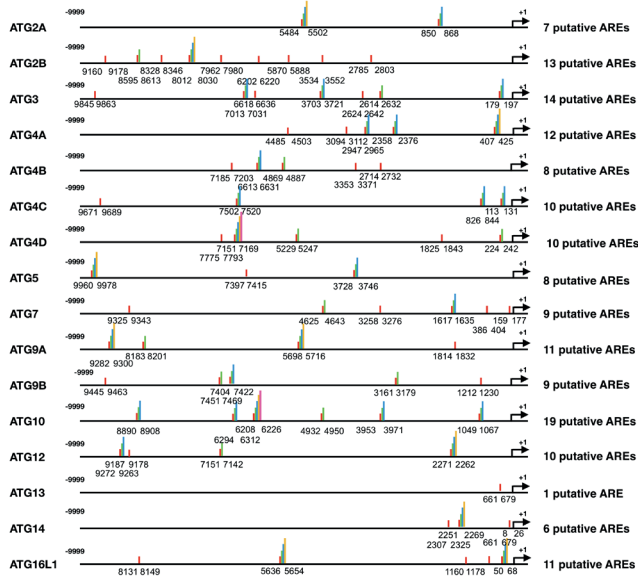 -9999 +1
ATG2A 5484 5502 850 868 7 putative AREs
-9999 +1
ATG2B 13 putative AREs
9160 9178 8328 8346 7962 7980 5870 5888 3534 3552 2785 2803
8595 8613 8012 8030 6202 6220
-9999 +1
ATG3 14 putative AREs
9845 9863 6618 6636 3703 3721 2614 2632 179 197
7013 7031 2624 2642
-9999 +1
ATG4A 12 putative AREs
4485 4503 3094 3112 2358 2376 407 425
2947 2965
-9999 +1
ATG4B 8 putative AREs
7185 7203 4869 4887 2714 2732
6613 6631 3353 3371
-9999 +1
ATG4C 10 putative AREs
9671 9689 7502 7520 113 131
826 844
-9999 +1
ATG4D 10 putative AREs
7151 7169 5229 5247 1825 1843 224 242
7775 7793
-9999 +1
ATG5 8 putative AREs
9960 9978 7397 7415 3728 3746
-9999 +1
ATG7 9 putative AREs
9325 9343 4625 4643 3258 3276 1617 1635 159 177
386 404
-9999 +1
ATG9A 11 putative AREs
8183 8201 5698 5716 1814 1832
9282 9300
-9999 +1
ATG9B 9 putative AREs
9445 9463 7404 7422 3161 3179 1212 1230
7451 7469
-9999 +1
ATG10 19 putative AREs
8890 8908 6208 6226 4932 4950 3953 3971 1049 1067
6294 6312
-9999 +1
ATG12 10 putative AREs
9187 9178 7151 7142 2271 2262
9272 9263
-9999 +1
ATG13 1 putative ARE
661 679
-9999 +1
ATG14 6 putative AREs
2251 2269 8 26
2307 2325 661 679
-9999 +1
ATG16L1 11 putative AREs
8131 8149 5636 5654 1160 1178 50 68